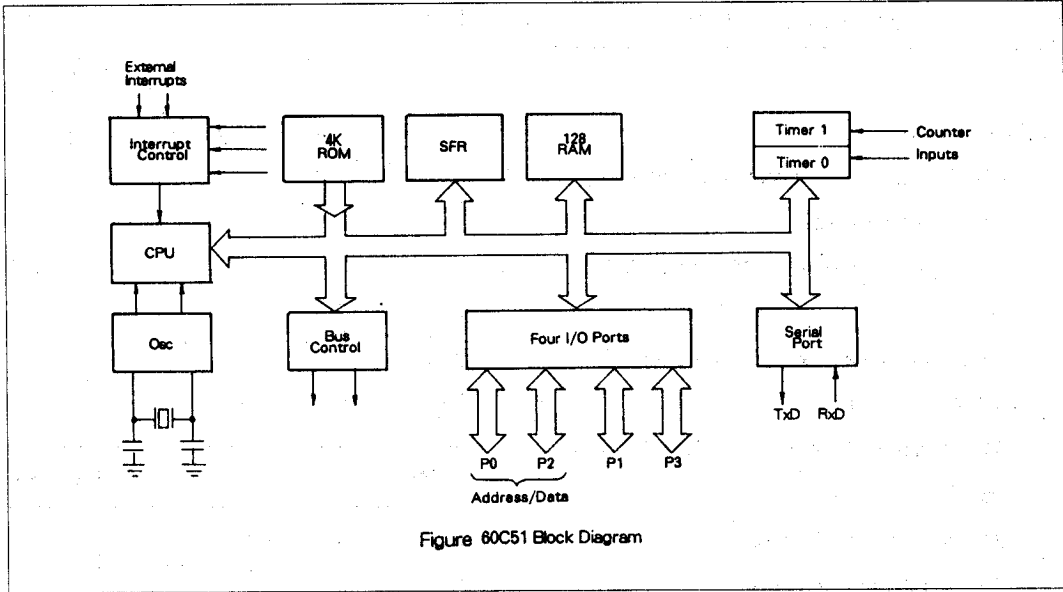 External
Interrupts
Interrupt
Control
4K
ROM
SFR
128
RAM
Timer 1
Timer 0
Counter
Inputs
CPU
Osc
Bus
Control
Four I/O Ports
Serial
Port
TxD RxD
P0 P2 P1 P3
Address/Data
Figure 60C51 Block Diagram